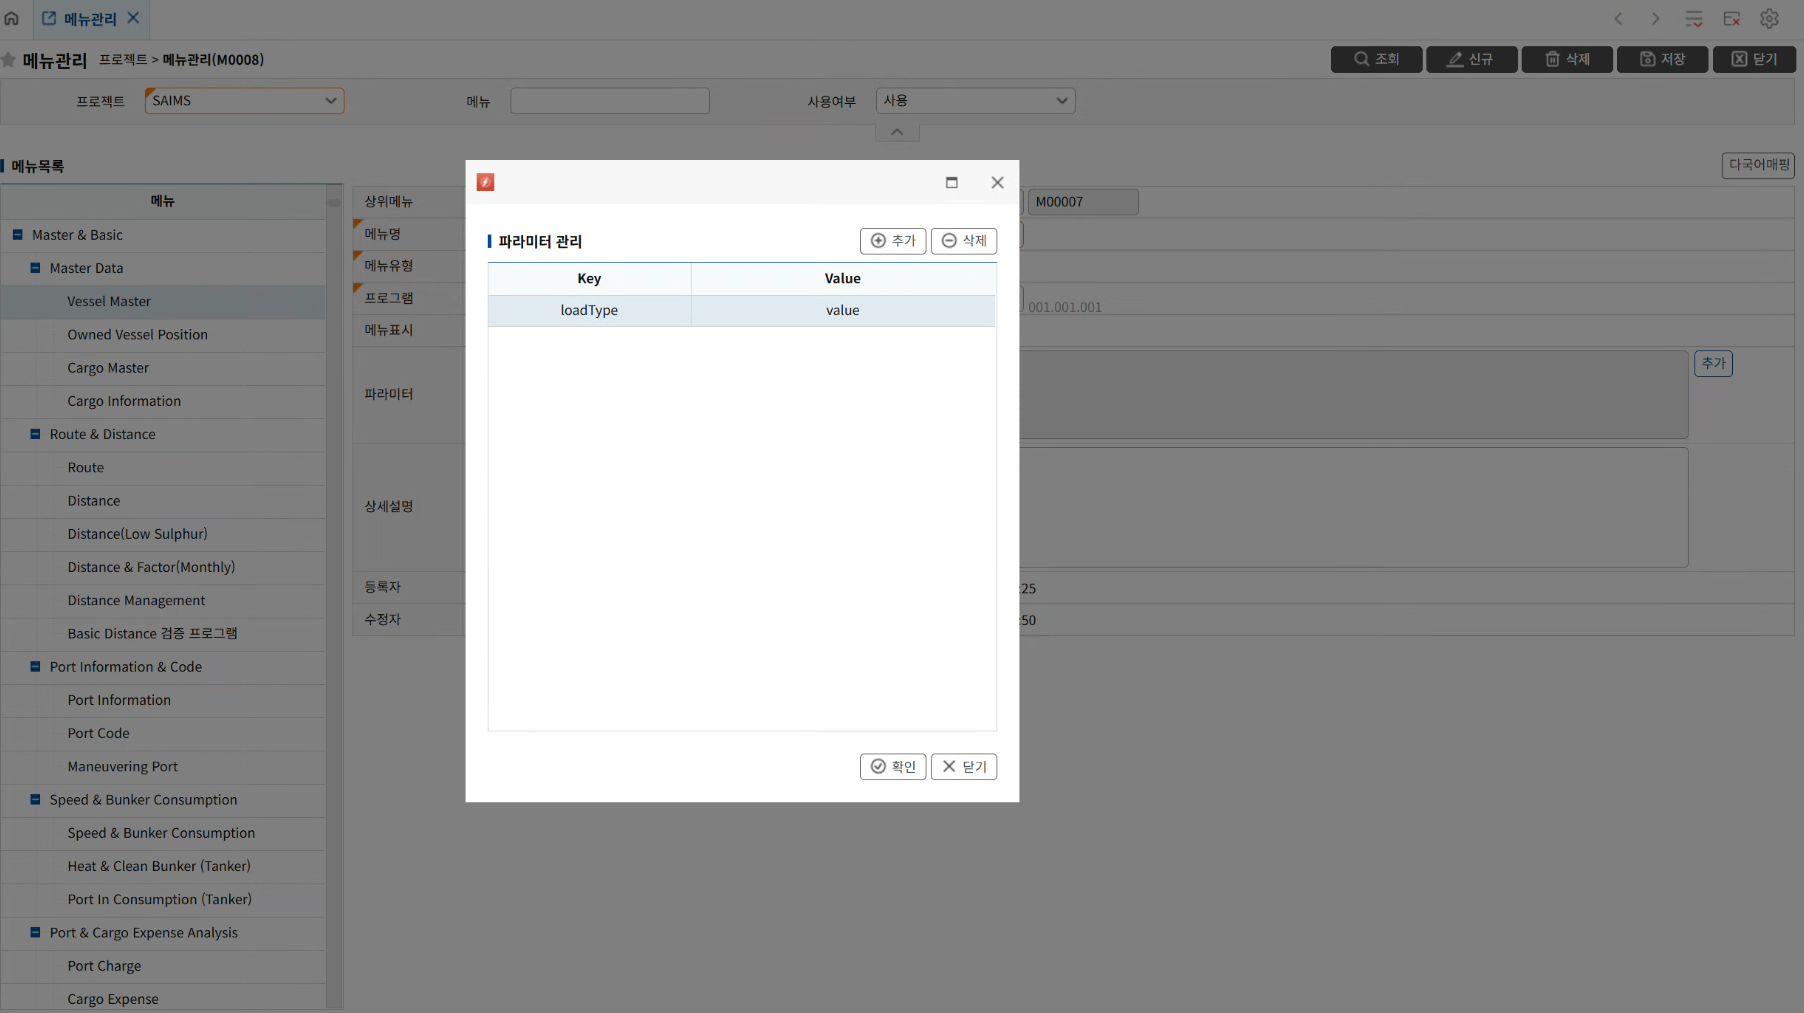 메뉴관리
메뉴관리 프로젝트 > 메뉴관리(M0008)
조회 신규 삭제 저장 닫기
프로젝트 SAIMS 메뉴 사용여부 사용
메뉴목록
다국어매핑
메뉴
Master & Basic
Master Data
Vessel Master
Owned Vessel Position
Cargo Master
Cargo Information
Route & Distance
Route
Distance
Distance(Low Sulphur)
Distance & Factor(Monthly)
Distance Management
Basic Distance 검증 프로그램
Port Information & Code
Port Information
Port Code
Maneuvering Port
Speed & Bunker Consumption
Speed & Bunker Consumption
Heat & Clean Bunker (Tanker)
Port In Consumption (Tanker)
Port & Cargo Expense Analysis
Port Charge
Cargo Expense
상위메뉴 M00007
메뉴명
메뉴유형
프로그램 001.001.001
메뉴표시
파라미터 추가
상세설명
등록자 :25
수정자 :50
파라미터 관리 추가 삭제
Key Value
loadType value
확인 닫기